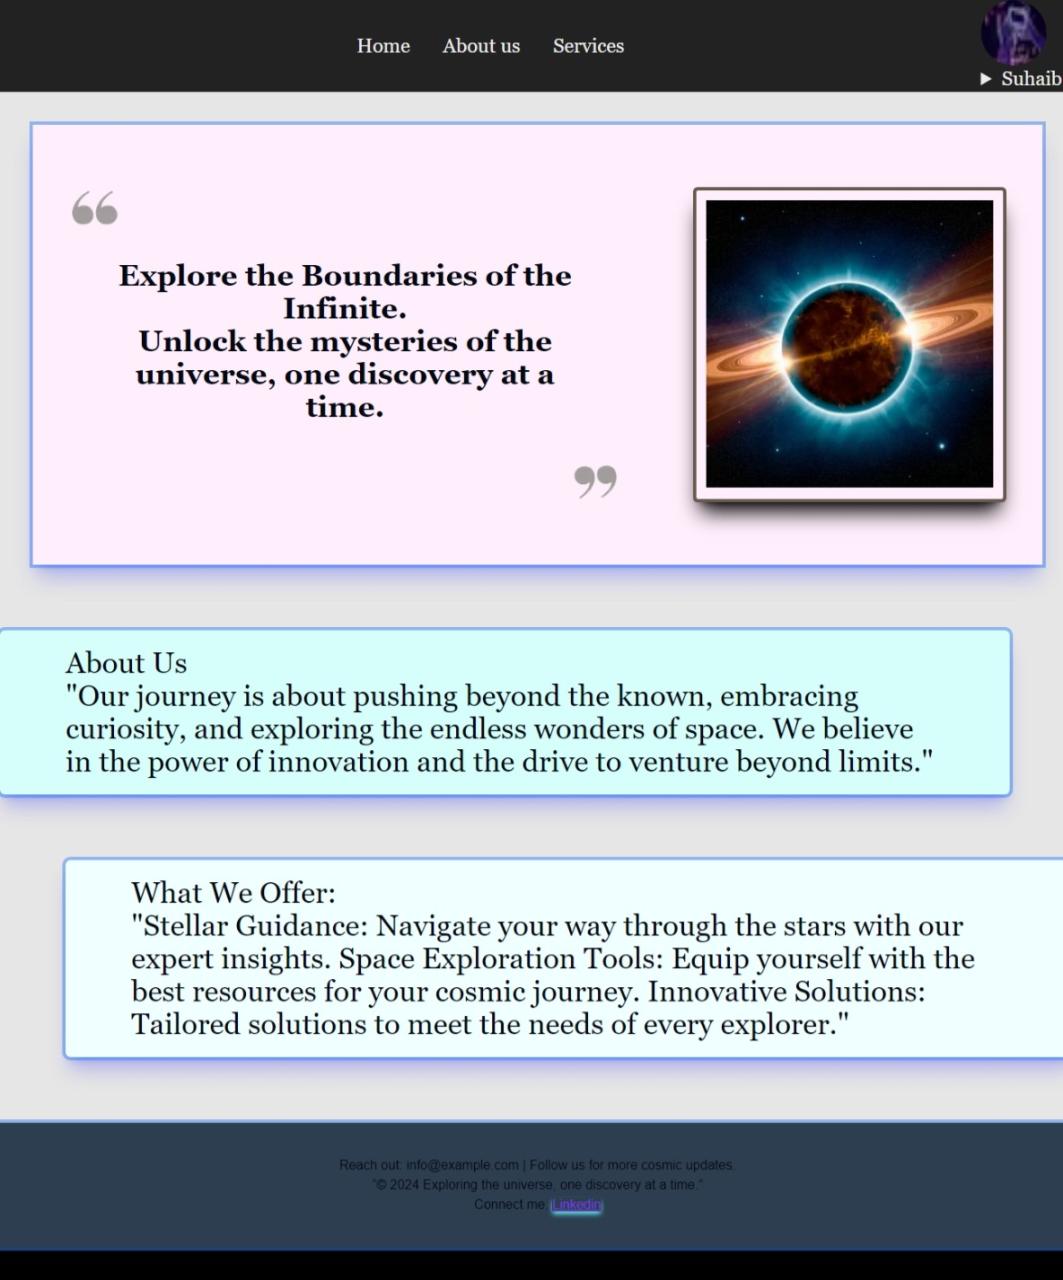 Home About us Services
▶ Suhaib
❝
Explore the Boundaries of the
Infinite.
Unlock the mysteries of the
universe, one discovery at a
time.
❞
About Us
"Our journey is about pushing beyond the known, embracing
curiosity, and exploring the endless wonders of space. We believe
in the power of innovation and the drive to venture beyond limits."
What We Offer:
"Stellar Guidance: Navigate your way through the stars with our
expert insights. Space Exploration Tools: Equip yourself with the
best resources for your cosmic journey. Innovative Solutions:
Tailored solutions to meet the needs of every explorer."
Reach out: info@example.com | Follow us for more cosmic updates.
"© 2024 Exploring the universe, one discovery at a time."
Connect me. Linkedin